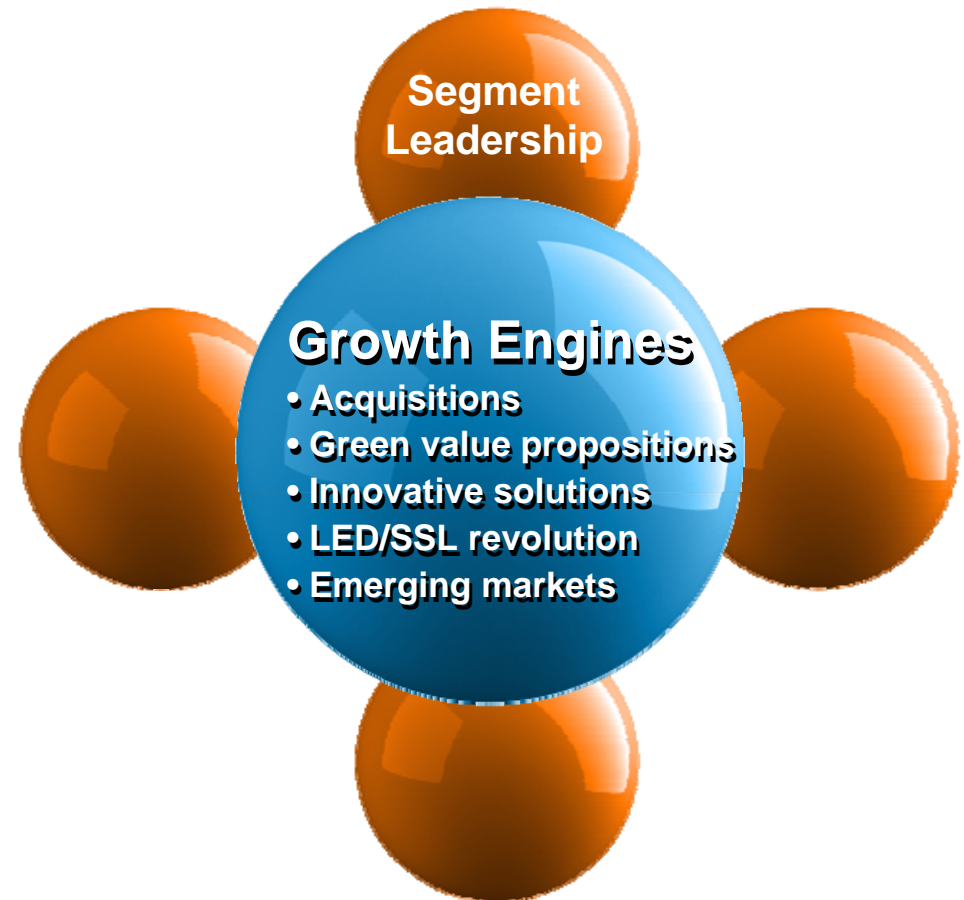 Segment
Leadership
Growth Engines
• Acquisitions
• Green value propositions
• Innovative solutions
• LED/SSL revolution
• Emerging markets